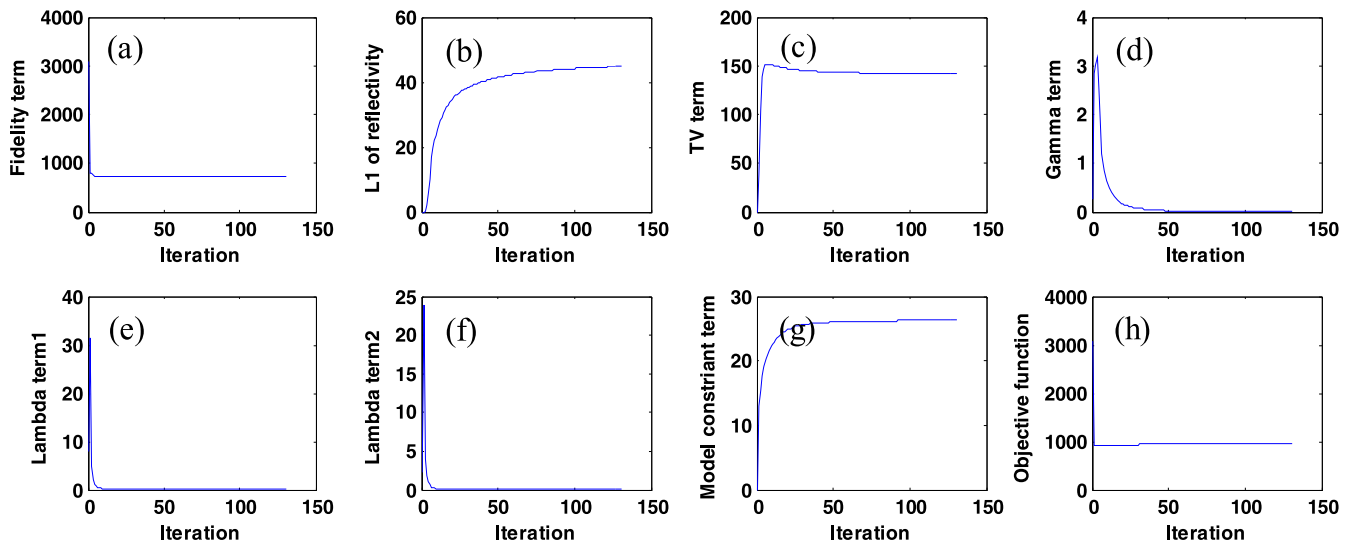 (a)
Fidelity term
4000
3000
2000
1000
0
0 50 100 150
Iteration
(b)
L1 of reflectivity
60
40
20
0
0 50 100 150
Iteration
(c)
TV term
200
150
100
50
0
0 50 100 150
Iteration
(d)
Gamma term
4
3
2
1
0
0 50 100 150
Iteration
(e)
Lambda term1
40
30
20
10
0
0 50 100 150
Iteration
(f)
Lambda term2
25
20
15
10
5
0
0 50 100 150
Iteration
(g)
Model constriant term
30
20
10
0
0 50 100 150
Iteration
(h)
Objective function
4000
3000
2000
1000
0
0 50 100 150
Iteration